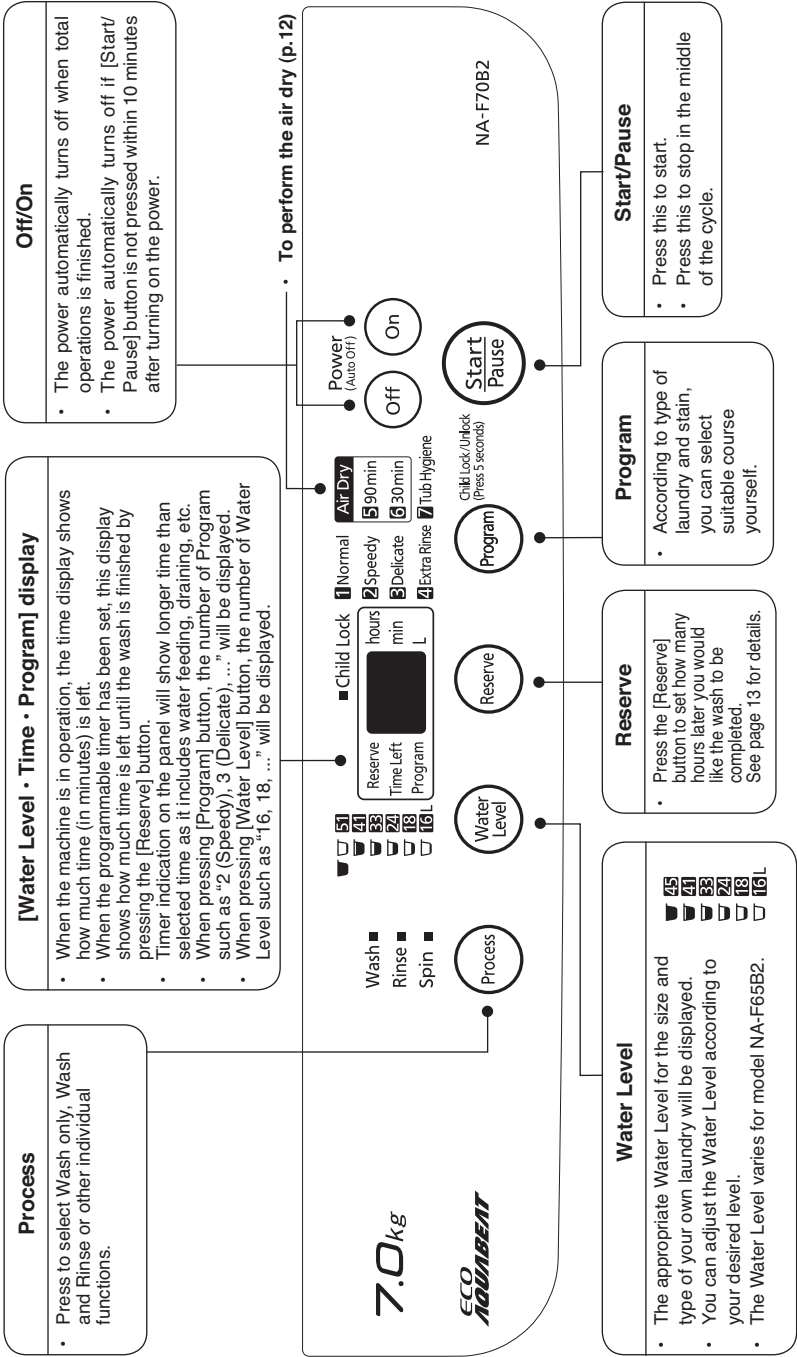 Process
• Press to select Wash only, Wash
and Rinse or other individual
functions.
[Water Level・Time・Program] display
• When the machine is in operation, the time display shows
how much time (in minutes) is left.
• When the programmable timer has been set, this display
shows how much time is left until the wash is finished by
pressing the [Reserve] button.
• Timer indication on the panel will show longer time than
selected time as it includes water feeding, draining, etc.
• When pressing [Program] button, the number of Program
such as “2 (Speedy), 3 (Delicate), ...” will be displayed.
• When pressing [Water Level] button, the number of Water
Level such as “16, 18, ...” will be displayed.
Off/On
• The power automatically turns off when total
operations is finished.
• The power automatically turns off if [Start/
Pause] button is not pressed within 10 minutes
after turning on the power.
• To perform the air dry (p.12)
7.0kg
ECO
AQUABEAT
Wash
Rinse
Spin
Process
51
41
33
24
18
16 L
Water
Level
Child Lock
Reserve hours
Time Left min
Program L
Reserve
1 Normal
2 Speedy
3 Delicate
4 Extra Rinse
Air Dry
5 90min
6 30min
7 Tub Hygiene
Program
Child Lock/Unlock
(Press 5 seconds)
Power
(Auto Off)
Off
On
Start
Pause
NA-F70B2
Water Level
• The appropriate Water Level for the size and
type of your own laundry will be displayed.
• You can adjust the Water Level according to
your desired level.
• The Water Level varies for model NA-F65B2.
45
41
33
24
18
16 L
Reserve
• Press the [Reserve]
button to set how many
hours later you would
like the wash to be
completed.
See page 13 for details.
Program
• According to type of
laundry and stain,
you can select
suitable course
yourself.
Start/Pause
• Press this to start.
• Press this to stop in the middle
of the cycle.